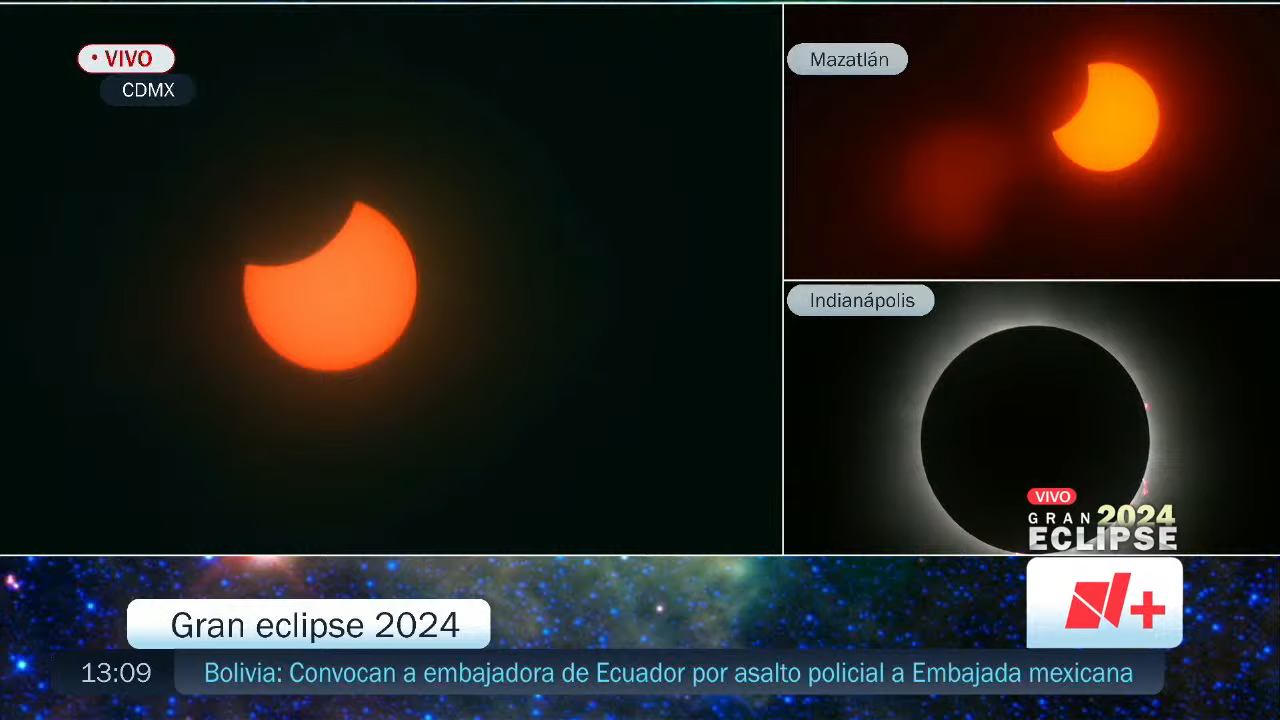 • VIVO
CDMX
Mazatlán
Indianápolis
VIVO
GRAN 2024
ECLIPSE
N+
Gran eclipse 2024
13:09
Bolivia: Convocan a embajadora de Ecuador por asalto policial a Embajada mexicana